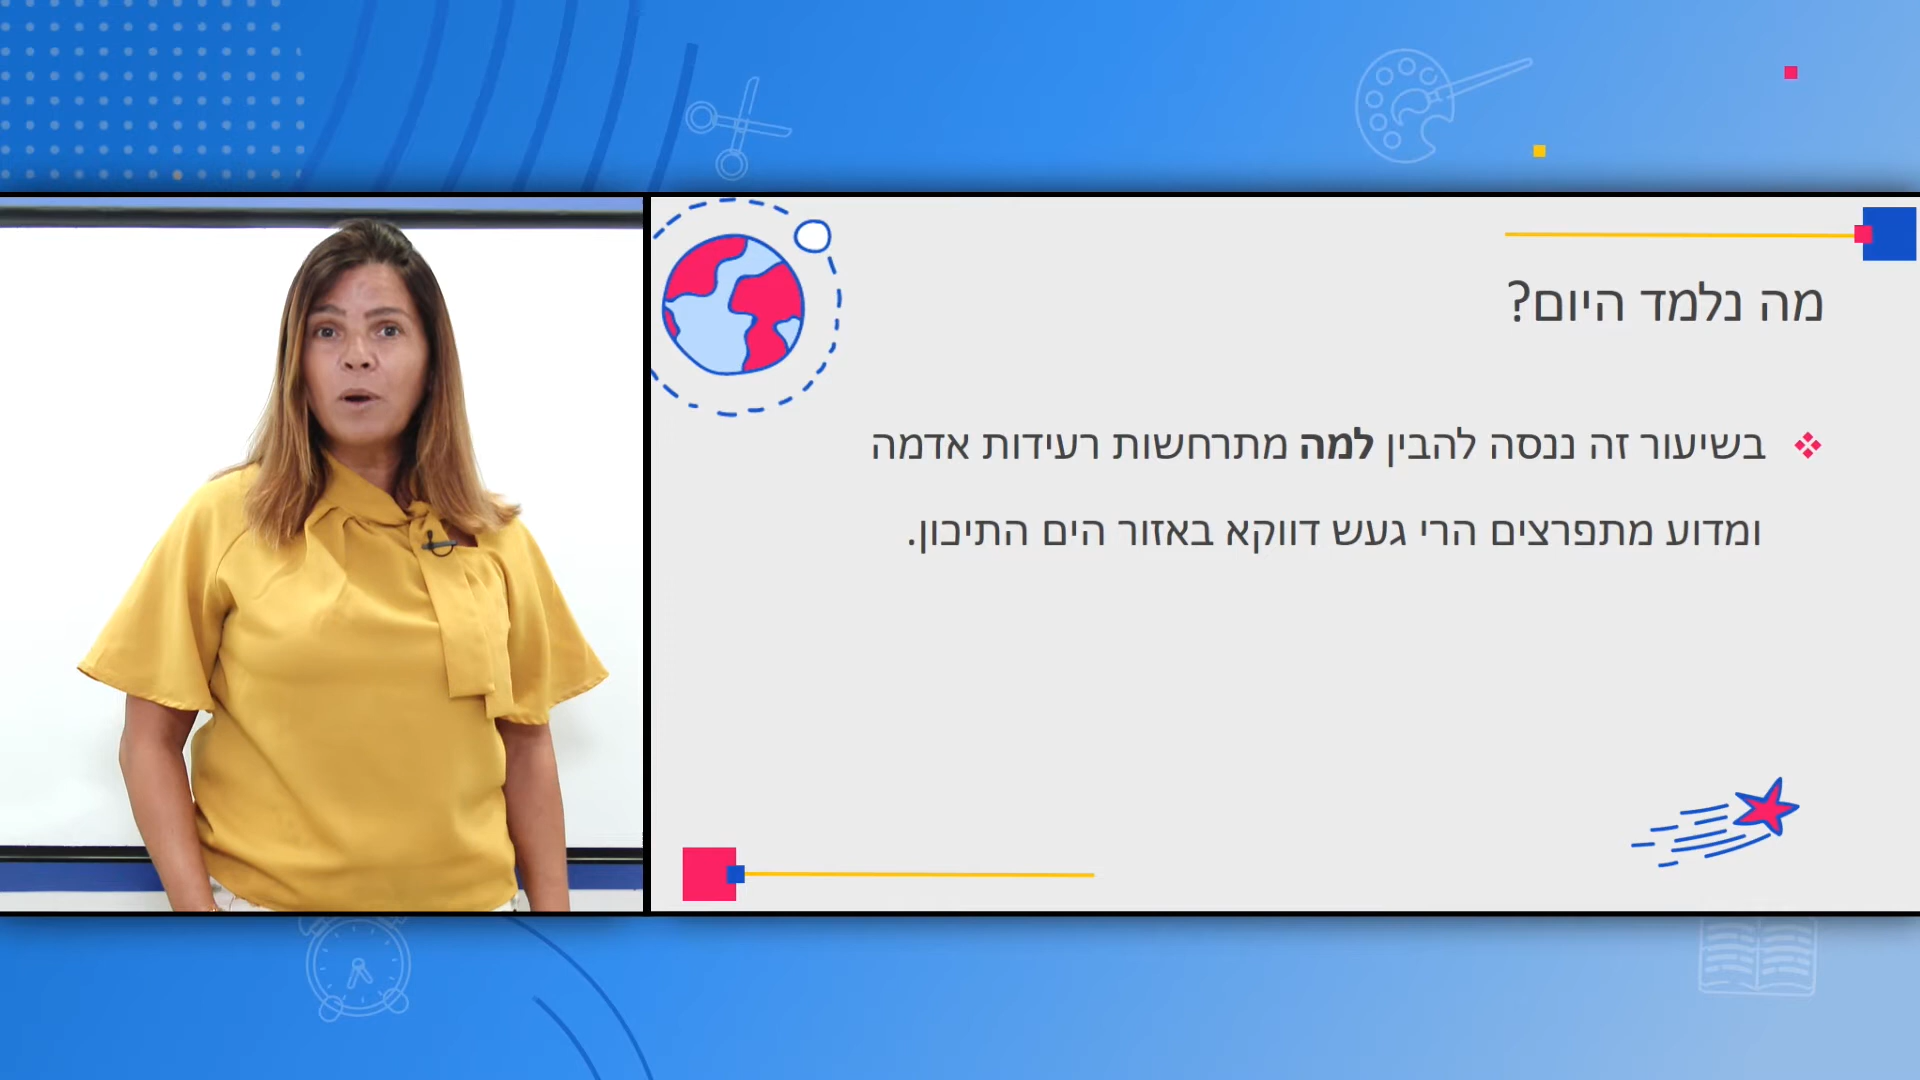 מה נלמד היום?
בשיעור זה ננסה להבין למה מתרחשות רעידות אדמה
ומדוע מתפרצים הרי געש דווקא באזור הים התיכון.